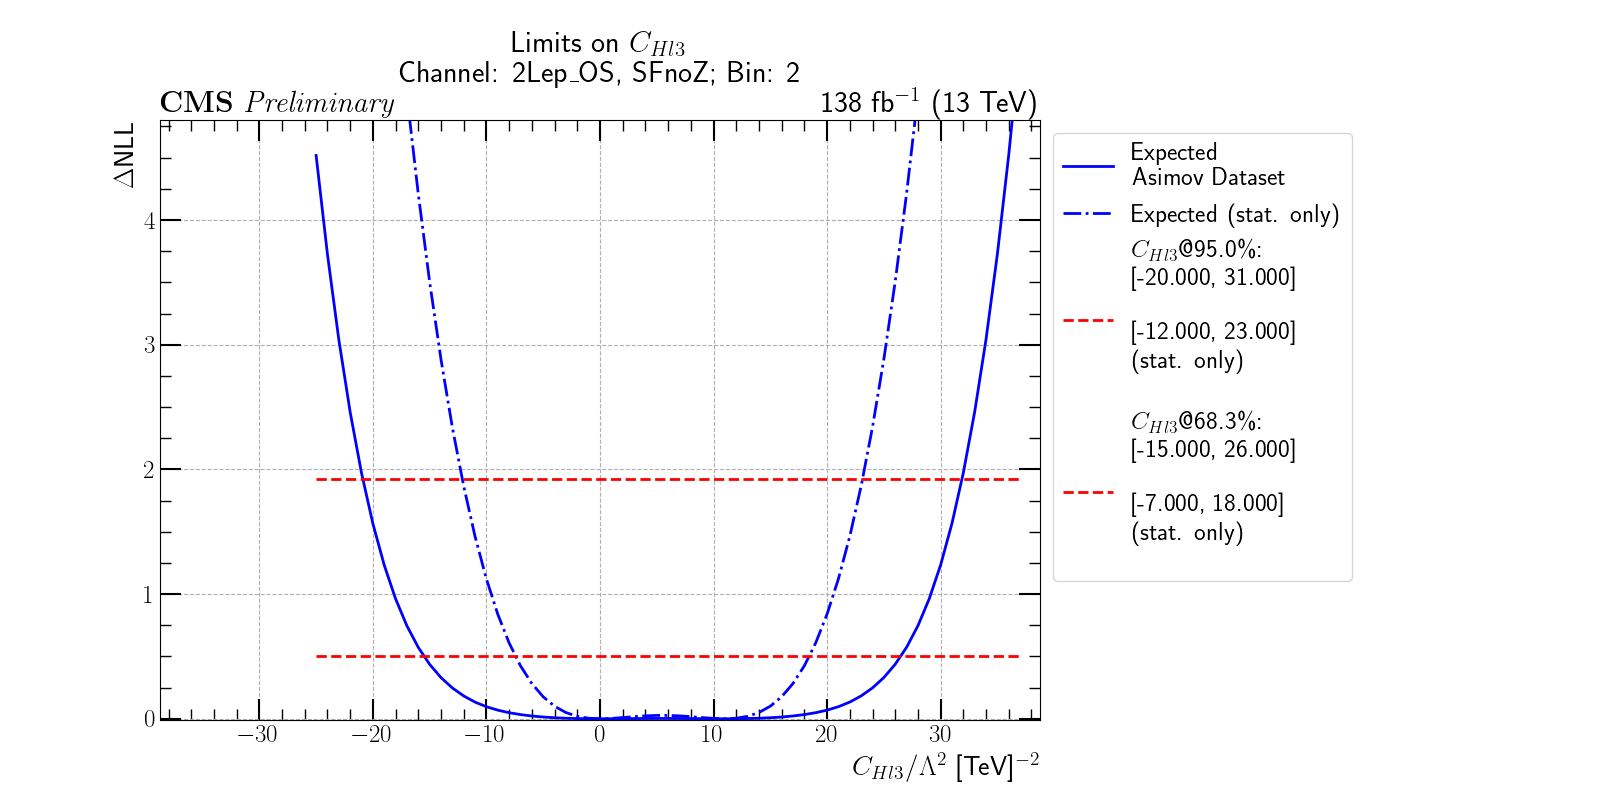 Limits on C_{Hl3}
Channel: 2Lep_OS, SFnoZ; Bin: 2
CMS Preliminary
138 fb⁻¹ (13 TeV)
ΔNLL
4
3
2
1
0
−30 −20 −10 0 10 20 30
C_{Hl3}/Λ² [TeV]⁻²
Expected
Asimov Dataset
Expected (stat. only)
C_{Hl3}@95.0%:
[-20.000, 31.000]
[-12.000, 23.000]
(stat. only)
C_{Hl3}@68.3%:
[-15.000, 26.000]
[-7.000, 18.000]
(stat. only)